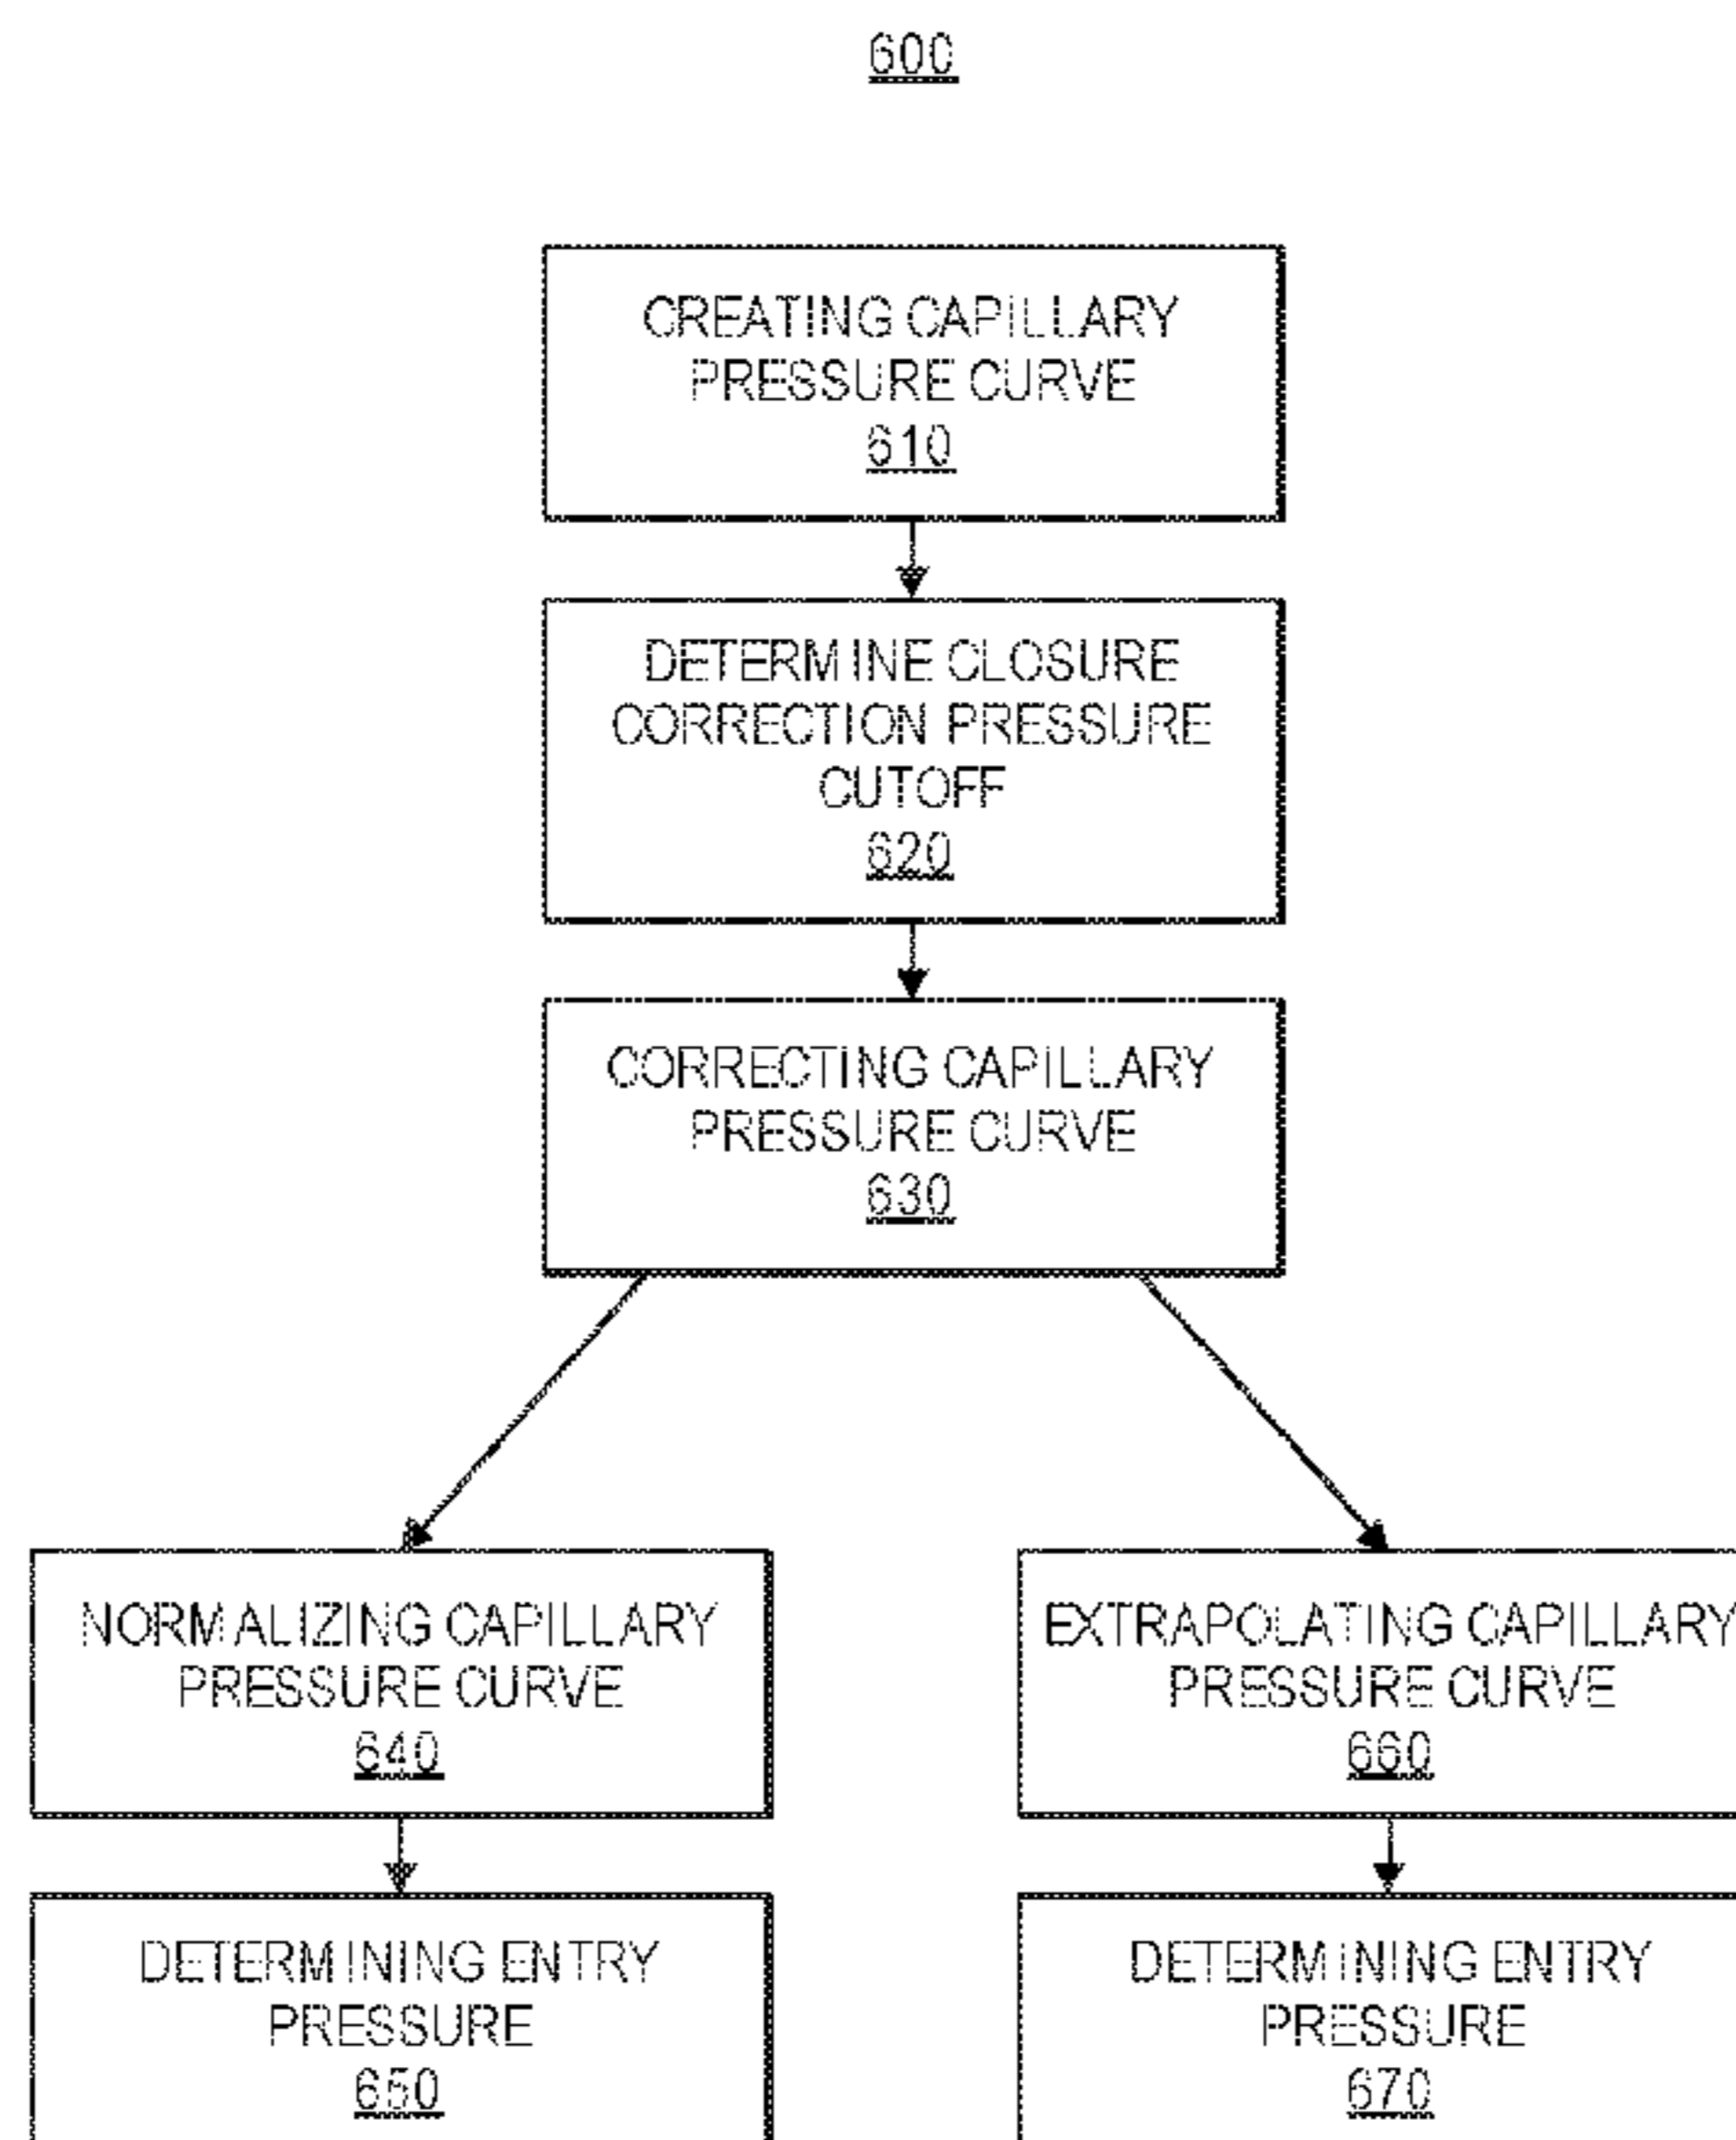 600
CREATING CAPILLARY
PRESSURE CURVE
610
DETERMINE CLOSURE
CORRECTION PRESSURE
CUTOFF
620
CORRECTING CAPILLARY
PRESSURE CURVE
630
NORMALIZING CAPILLARY
PRESSURE CURVE
640
DETERMINING ENTRY
PRESSURE
650
EXTRAPOLATING CAPILLARY
PRESSURE CURVE
660
DETERMINING ENTRY
PRESSURE
670